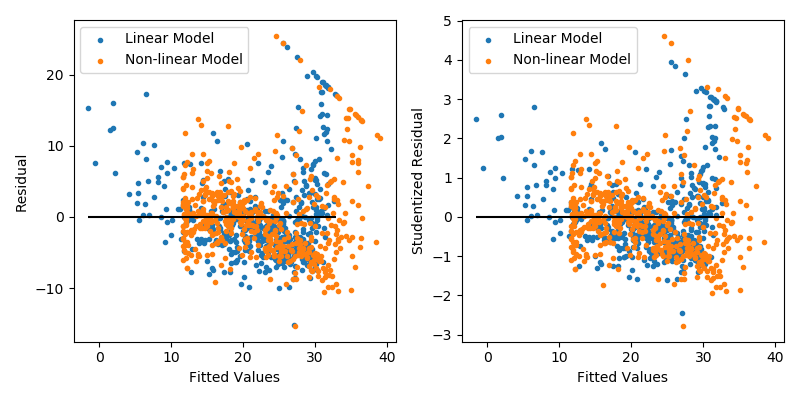 Linear Model
Non-linear Model
Residual
20
10
0
−10
0
10
20
30
40
Fitted Values
Linear Model
Non-linear Model
Studentized Residual
5
4
3
2
1
0
−1
−2
−3
0
10
20
30
40
Fitted Values